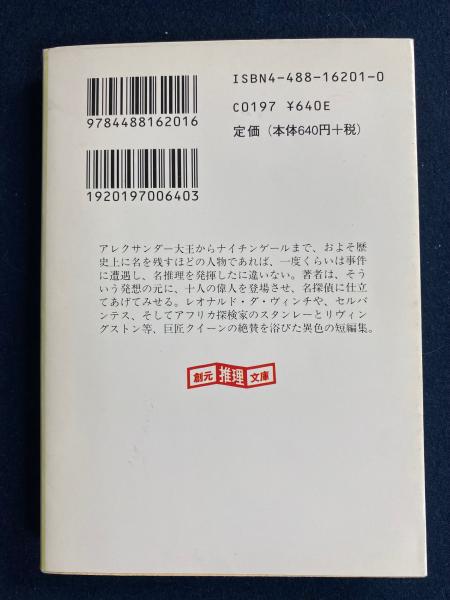 ISBN4-488-16201-0
C0197 ¥640E
定価（本体640円＋税）
9784488162016
1920197006403
アレクサンダー大王からナイチンゲールまで、およそ歴
史上に名を残すほどの人物であれば、一度くらいは事件
に遭遇し、名推理を発揮したに違いない。著者は、そう
いう発想の元に、十人の偉人を登場させ、名探偵に仕立
てあげてみせる。レオナルド・ダ・ヴィンチや、セルバ
ンテス、そしてアフリカ探検家のスタンレーとリヴィン
グストン等、巨匠クイーンの絶賛を浴びた異色の短編集。
創元推理文庫